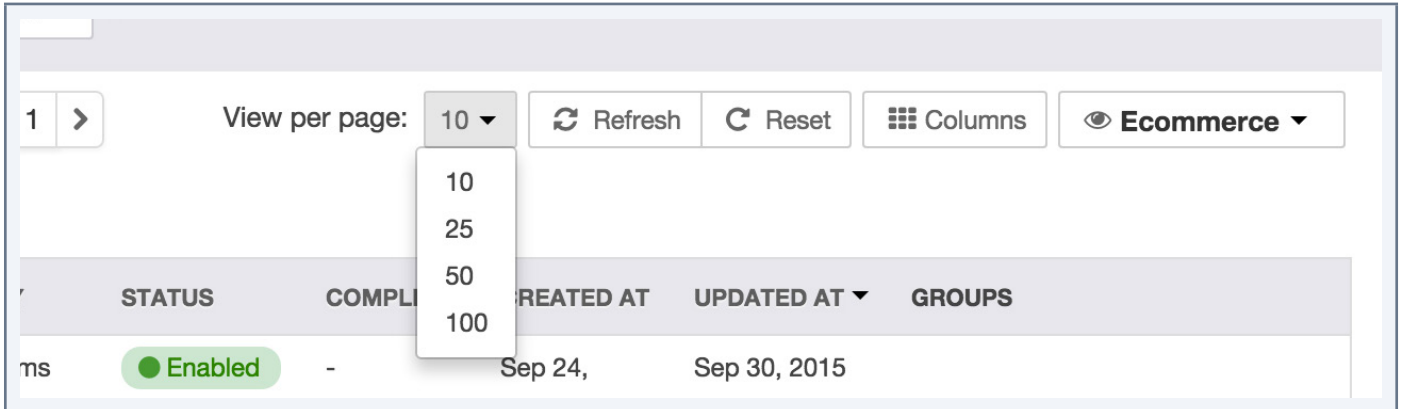 1 View per page: 10 Refresh Reset Columns Ecommerce
10
25
50
100
STATUS COMPL REATED AT UPDATED AT GROUPS
ms Enabled - Sep 24, Sep 30, 2015